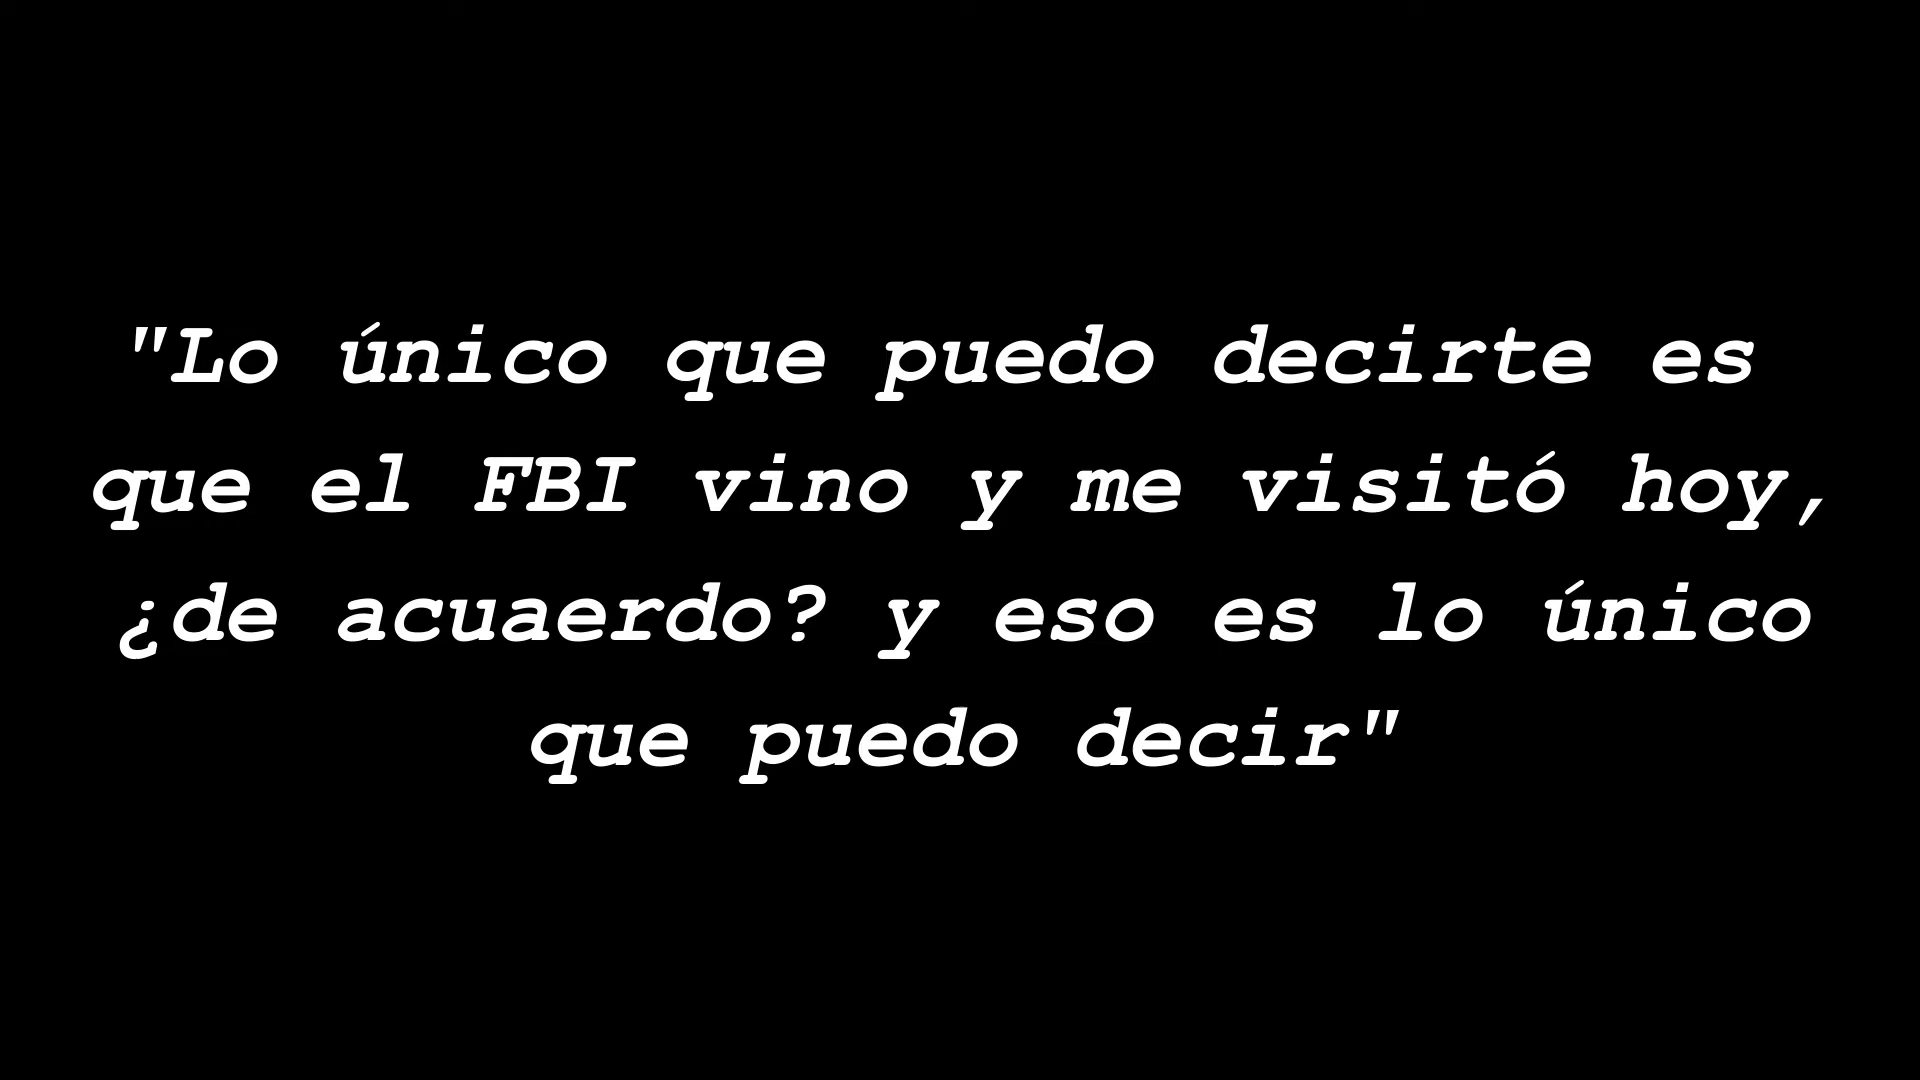 "Lo único que puedo decirte es
que el FBI vino y me visitó hoy,
¿de acuaerdo? y eso es lo único
que puedo decir"